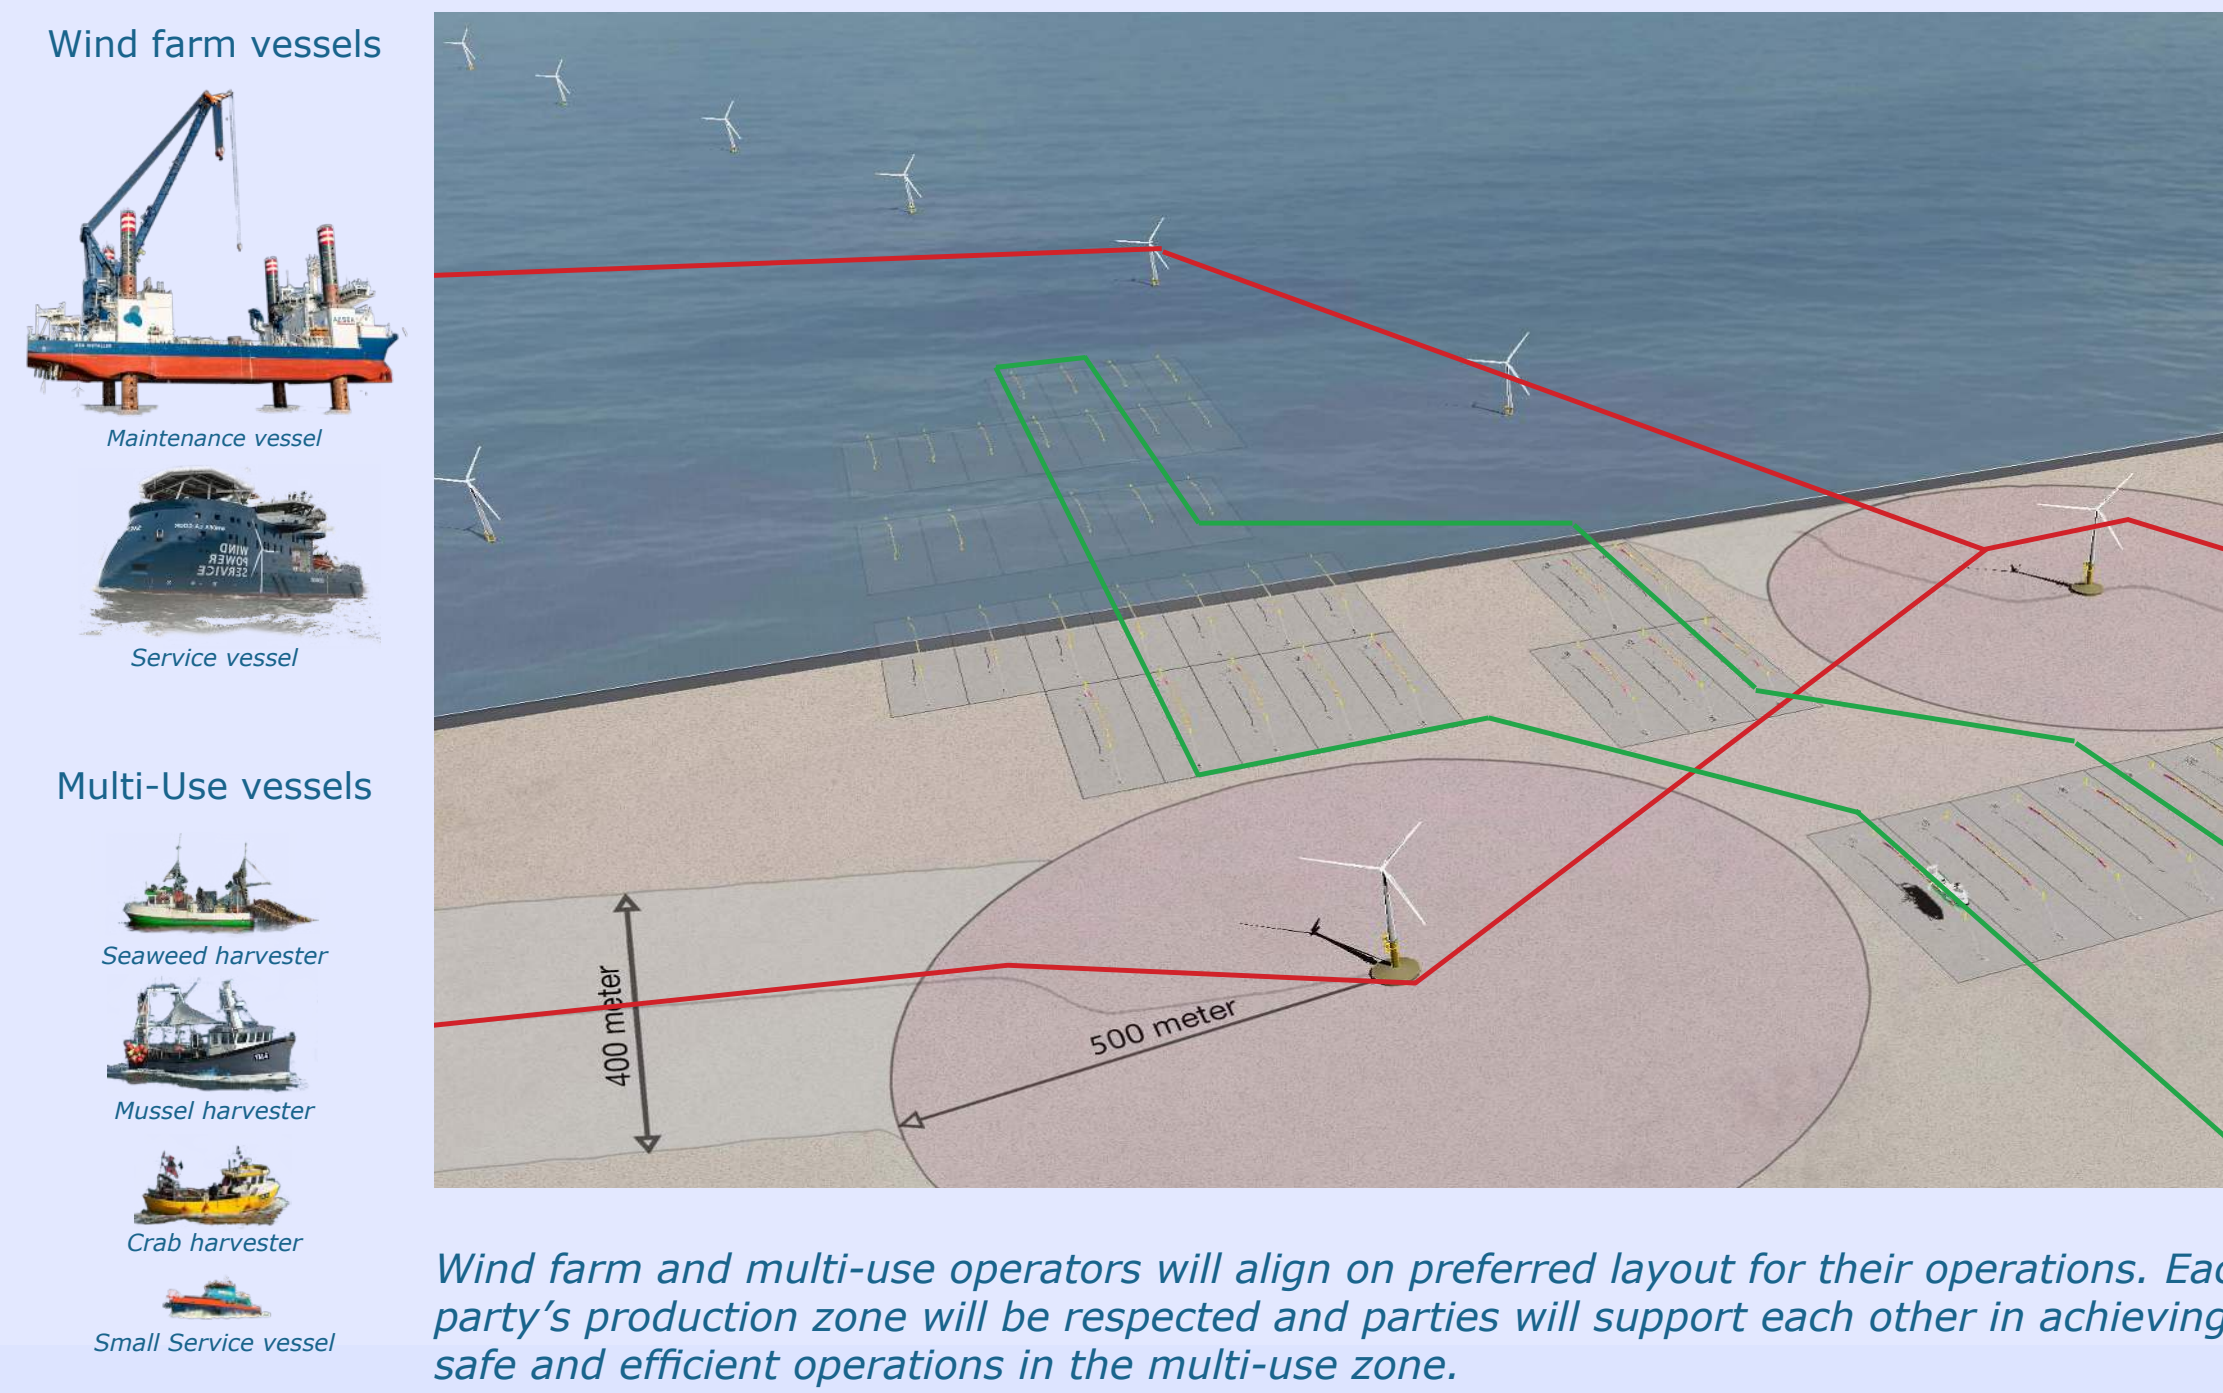 Wind farm vessels
Maintenance vessel
WIND
POWER
SERVICE
Service vessel
Multi-Use vessels
Seaweed harvester
Mussel harvester
Crab harvester
Small Service vessel
400 meter
500 meter
Wind farm and multi-use operators will align on preferred layout for their operations. Eac
party’s production zone will be respected and parties will support each other in achieving
safe and efficient operations in the multi-use zone.